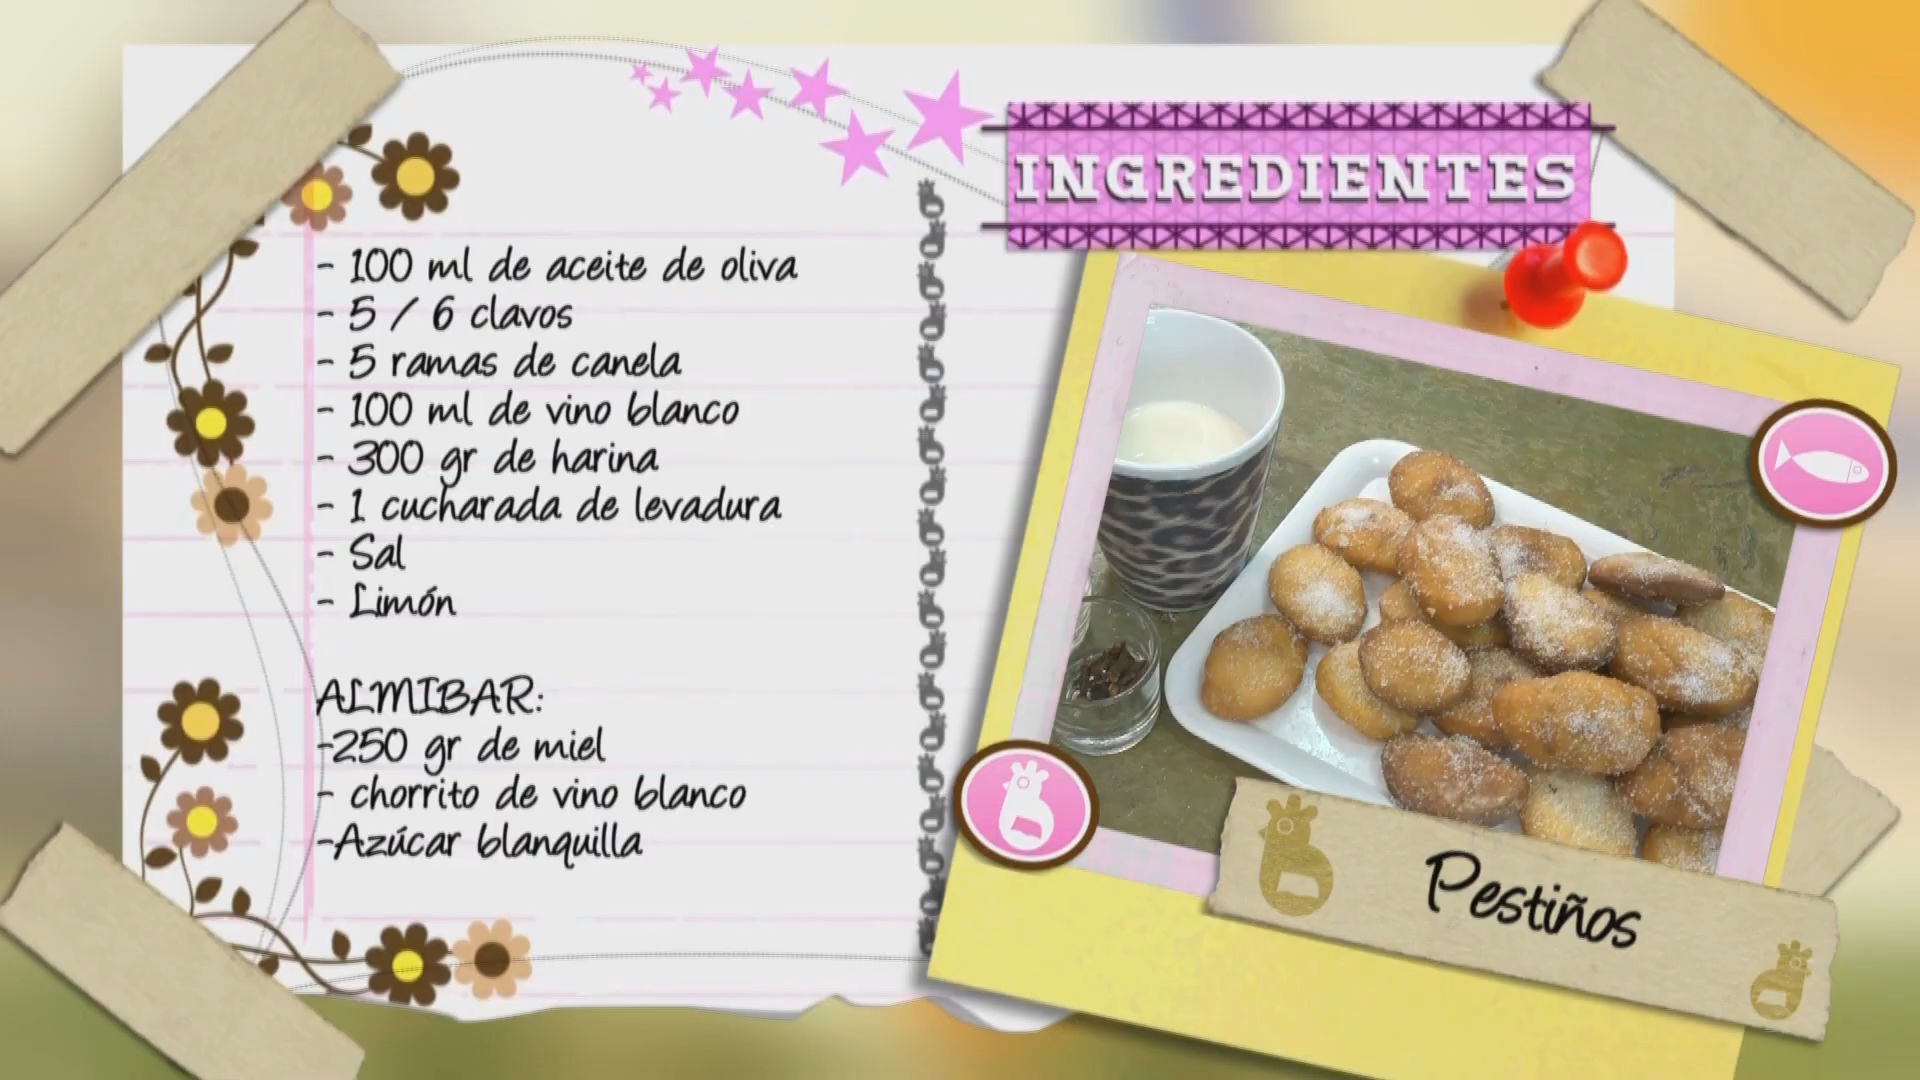 INGREDIENTES
- 100 ml de aceite de oliva
- 5 / 6 clavos
- 5 ramas de canela
- 100 ml de vino blanco
- 300 gr de harina
- 1 cucharada de levadura
- Sal
- Limón
ALMIBAR:
-250 gr de miel
- chorrito de vino blanco
-Azúcar blanquilla
Pestiños